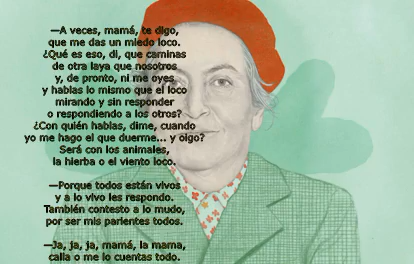 —A veces, mamá, te digo,
que me das un miedo loco.
¿Qué es eso, di, que caminas
de otra laya que nosotros
y, de pronto, ni me oyes
y hablas lo mismo que el loco
mirando y sin responder
o respondiendo a los otros?
¿Con quién hablas, dime, cuando
yo me hago el que duerme... y oigo?
Será con los animales,
la hierba o el viento loco.

—Porque todos están vivos
y a lo vivo les respondo.
También contesto a lo mudo,
por ser mis parientes todos.

—Ja, ja, ja, mamá, la mama,
calla o me lo cuentas todo.